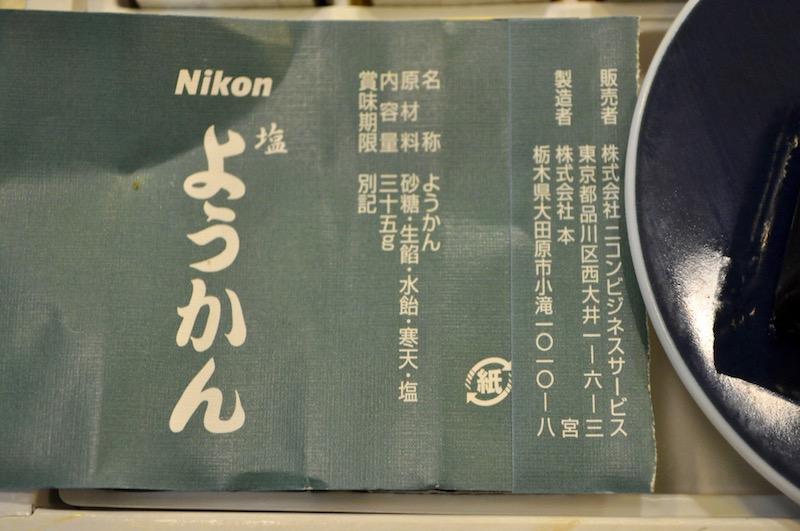 Nikon
塩
ようかん
名称 ようかん
原材料 砂糖・生餡・水飴・寒天・塩
内容量 三十五g
賞味期限 別記
紙
販売者 株式会社 ニコンビジネスサービス
東京都品川区西大井一ー六ー三
製造者 株式会社 本宮
栃木県大田原市小滝一〇一〇ー八